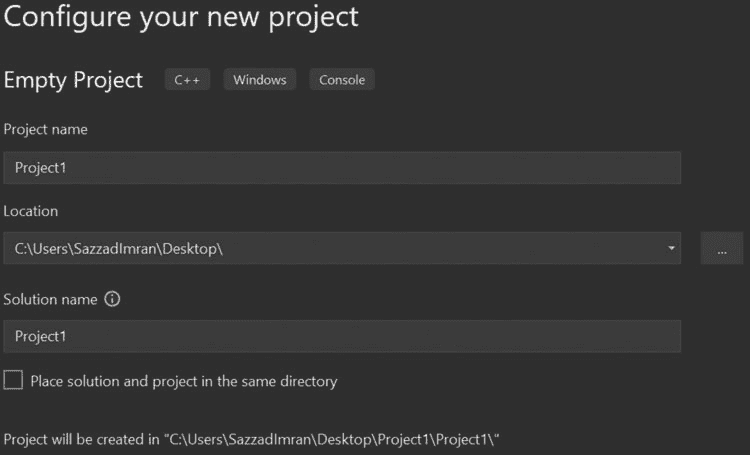 Configure your new project
Empty Project C++ Windows Console
Project name
Project1
Location
C:\Users\SazzadImran\Desktop\
...
Solution name
Project1
Place solution and project in the same directory
Project will be created in "C:\Users\SazzadImran\Desktop\Project1\Project1\"